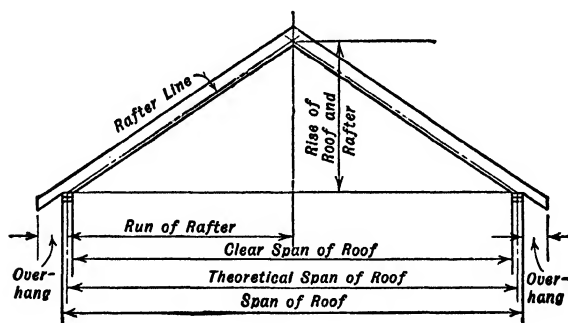 Rafter Line
Rise of
Roof and
Rafter
Run of Rafter
Clear Span of Roof
Over-
hang
Theoretical Span of Roof
Over-
hang
Span of Roof